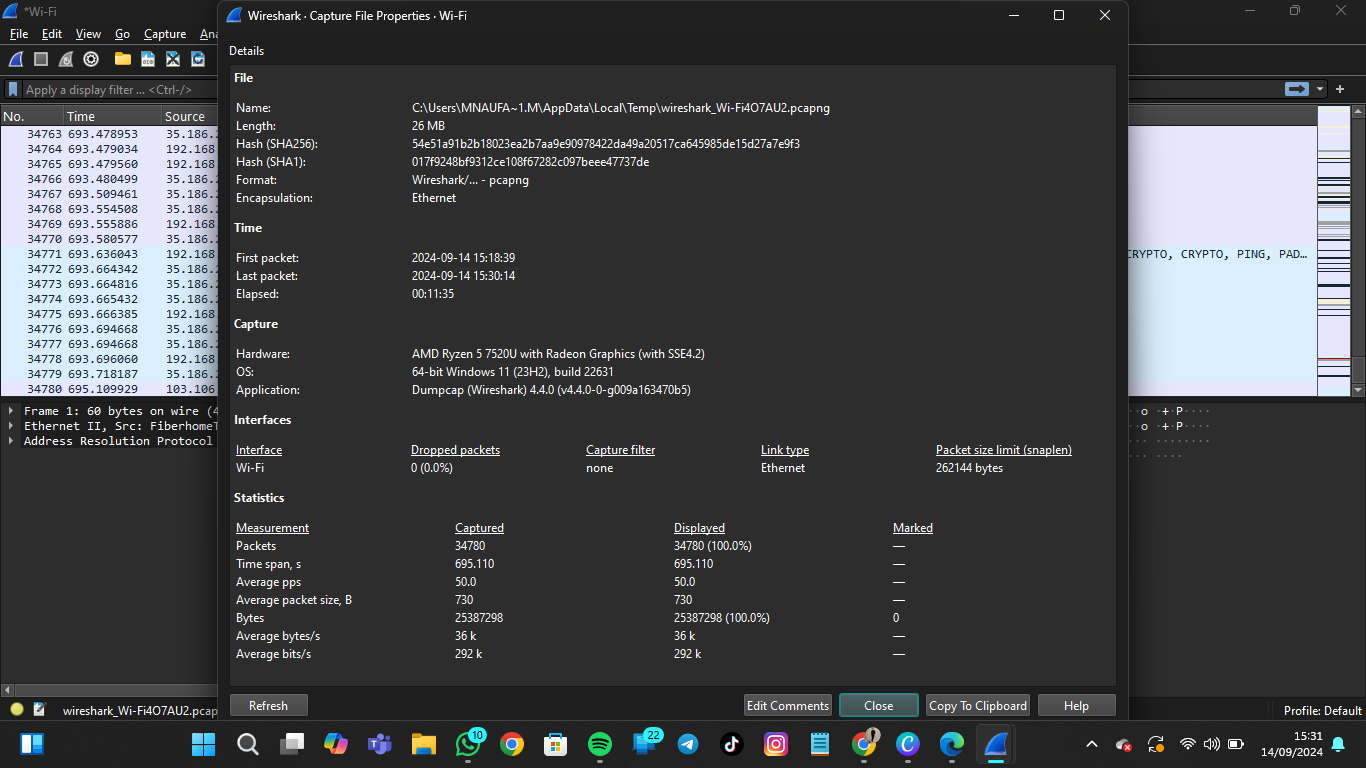 *Wi-Fi
Wireshark · Capture File Properties · Wi-Fi
File Edit View Go Capture Ana
Details
Apply a display filter ... <Ctrl-/>
No. Time Source
34763 693.478953 35.186.2
34764 693.479034 192.168
34765 693.479560 192.168
34766 693.480499 35.186.2
34767 693.509461 35.186.2
34768 693.554508 35.186.2
34769 693.555886 192.168
34770 693.580577 35.186.2
34771 693.636043 192.168. CRYPTO, CRYPTO, PING, PAD…
34772 693.664342 35.186.2
34773 693.664816 35.186.2
34774 693.665432 35.186.2
34775 693.666385 192.168.
34776 693.694668 35.186.2
34777 693.694668 35.186.2
34778 693.696060 192.168
34779 693.718187 35.186.2
34780 695.109929 103.106
Frame 1: 60 bytes on wire (4
Ethernet II, Src: FiberhomeT
Address Resolution Protocol
·· o ·+·P····
·· o ·+·P····
File
Name: C:\Users\MNAUFA~1.M\AppData\Local\Temp\wireshark_Wi-Fi4O7AU2.pcapng
Length: 26 MB
Hash (SHA256): 54e51a91b2b18023ea2b7aa9e90978422da49a20517ca645985de15d27a7e9f3
Hash (SHA1): 017f9248bf9312ce108f67282c097beee47737de
Format: Wireshark/... - pcapng
Encapsulation: Ethernet
Time
First packet: 2024-09-14 15:18:39
Last packet: 2024-09-14 15:30:14
Elapsed: 00:11:35
Capture
Hardware: AMD Ryzen 5 7520U with Radeon Graphics (with SSE4.2)
OS: 64-bit Windows 11 (23H2), build 22631
Application: Dumpcap (Wireshark) 4.4.0 (v4.4.0-0-g009a163470b5)
Interfaces
Interface Dropped packets Capture filter Link type Packet size limit (snaplen)
Wi-Fi 0 (0.0%) none Ethernet 262144 bytes
Statistics
Measurement Captured Displayed Marked
Packets 34780 34780 (100.0%) —
Time span, s 695.110 695.110 —
Average pps 50.0 50.0 —
Average packet size, B 730 730 —
Bytes 25387298 25387298 (100.0%) 0
Average bytes/s 36 k 36 k —
Average bits/s 292 k 292 k —
Refresh Edit Comments Close Copy To Clipboard Help
wireshark_Wi-Fi4O7AU2.pcap Profile: Default
10
22
15:31
14/09/2024